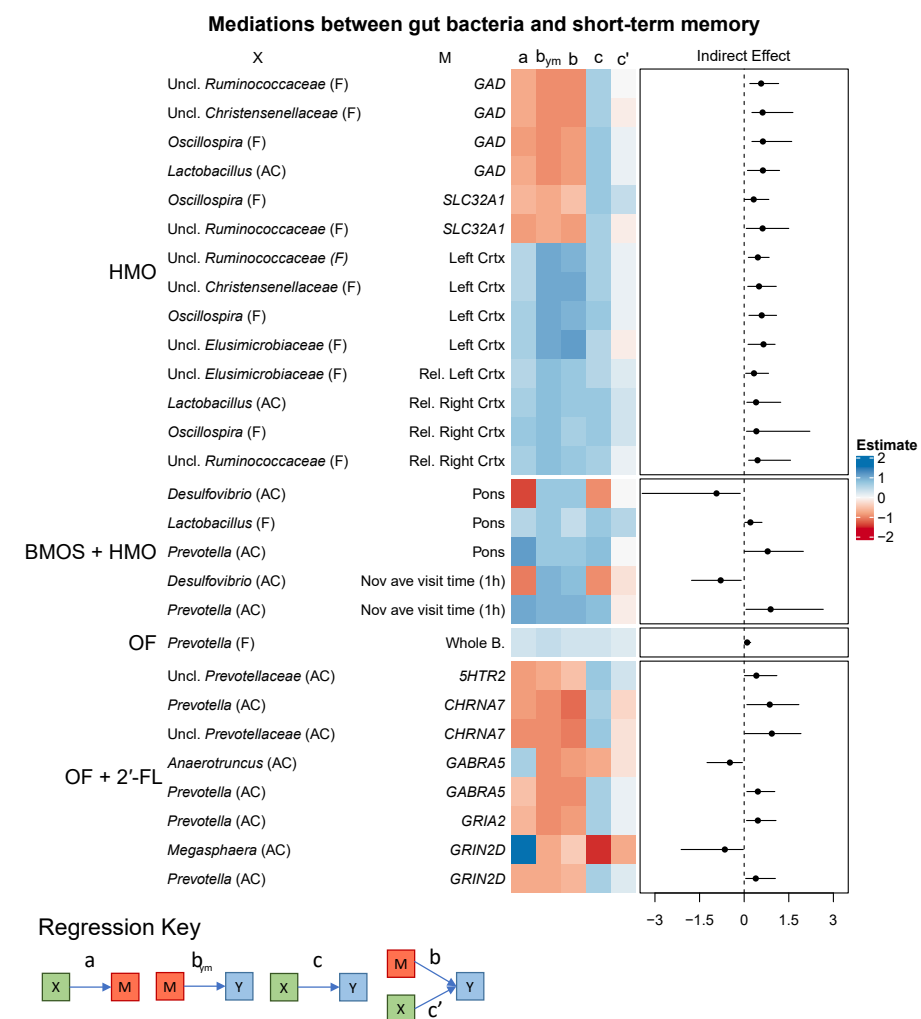 Mediations between gut bacteria and short-term memory
X M a bym b c c' Indirect Effect
Uncl. Ruminococcaceae (F) GAD
Uncl. Christensenellaceae (F) GAD
Oscillospira (F) GAD
Lactobacillus (AC) GAD
Oscillospira (F) SLC32A1
Uncl. Ruminococcaceae (F) SLC32A1
Uncl. Ruminococcaceae (F) Left Crtx
HMO
Uncl. Christensenellaceae (F) Left Crtx
Oscillospira (F) Left Crtx
Uncl. Elusimicrobiaceae (F) Left Crtx
Uncl. Elusimicrobiaceae (F) Rel. Left Crtx
Lactobacillus (AC) Rel. Right Crtx
Oscillospira (F) Rel. Right Crtx
Uncl. Ruminococcaceae (F) Rel. Right Crtx
Estimate
2
1
0
−1
−2
Desulfovibrio (AC) Pons
Lactobacillus (F) Pons
BMOS + HMO Prevotella (AC) Pons
Desulfovibrio (AC) Nov ave visit time (1h)
Prevotella (AC) Nov ave visit time (1h)
OF Prevotella (F) Whole B.
Uncl. Prevotellaceae (AC) 5HTR2
Prevotella (AC) CHRNA7
Uncl. Prevotellaceae (AC) CHRNA7
Anaerotruncus (AC) GABRA5
OF + 2′-FL
Prevotella (AC) GABRA5
Prevotella (AC) GRIA2
Megasphaera (AC) GRIN2D
Prevotella (AC) GRIN2D
−3 −1.5 0 1.5 3
Regression Key
a bym c b
X M M Y X Y M Y
X c'